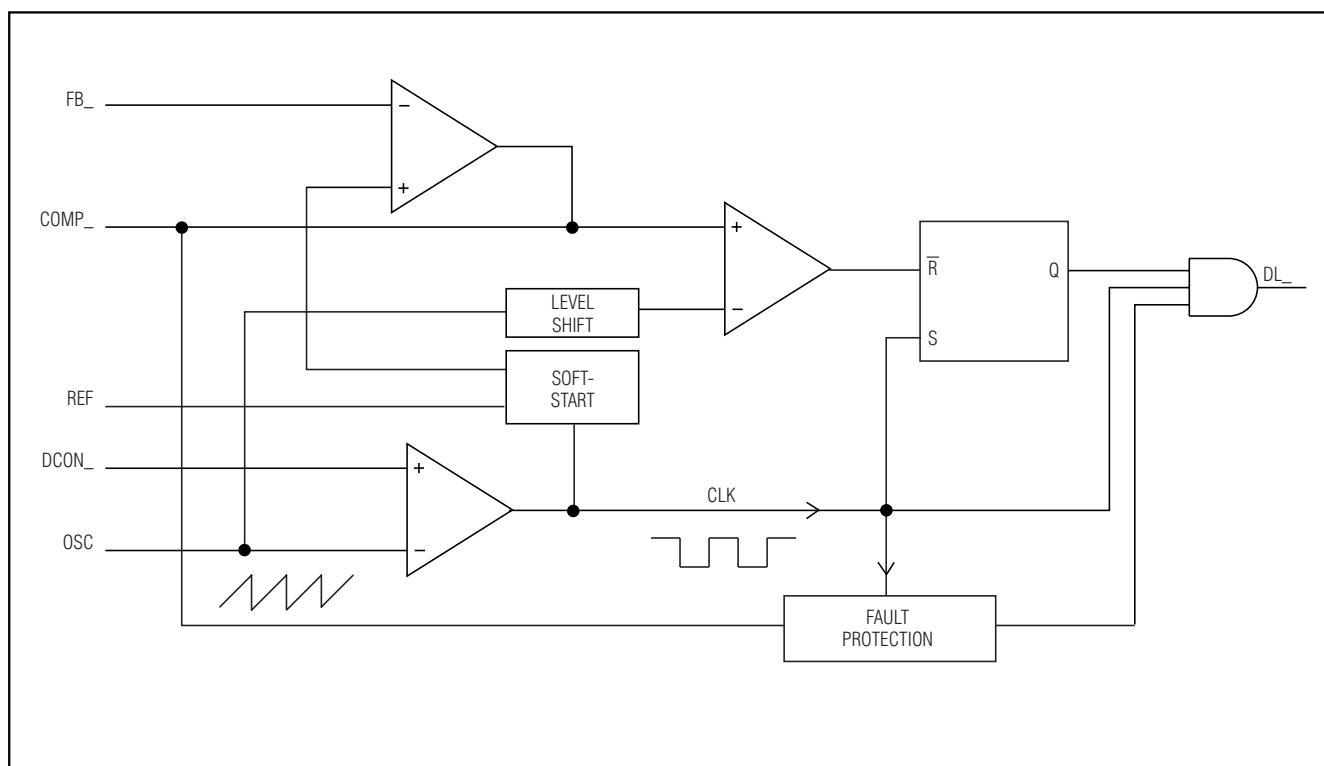 FB_
−
+
COMP_
+
−
LEVEL
SHIFT
R̅
Q
S
DL_
SOFT-
START
REF
DCON_
+
OSC
−
CLK
FAULT
PROTECTION